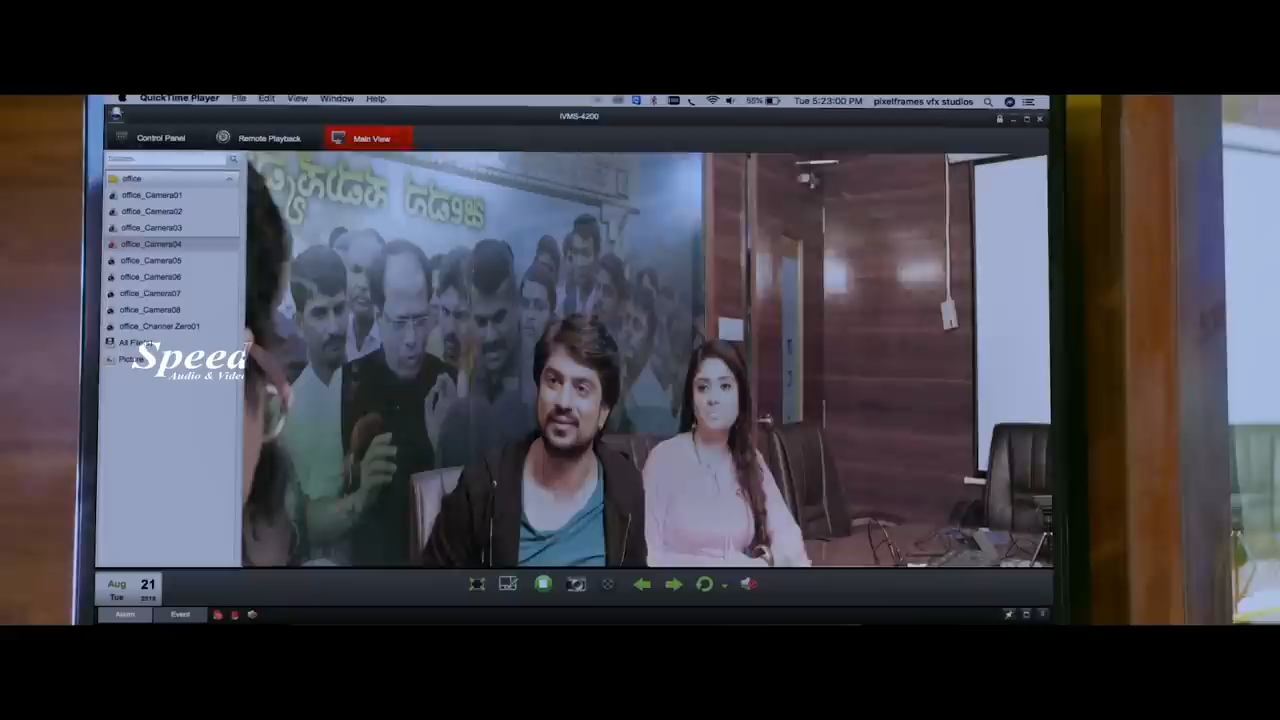 QuickTime Player File Edit View Window Help 55% Tue 5:23:00 PM pixelframes vfx studios
iVMS-4200
Control Panel Remote Playback Main View
office
office_Camera01
office_Camera02
office_Camera03
office_Camera04
office_Camera05
office_Camera06
office_Camera07
office_Camera08
office_Channel Zero01
Speed
Audio & Video
Aug 21
Tue 2018
Alarm Event